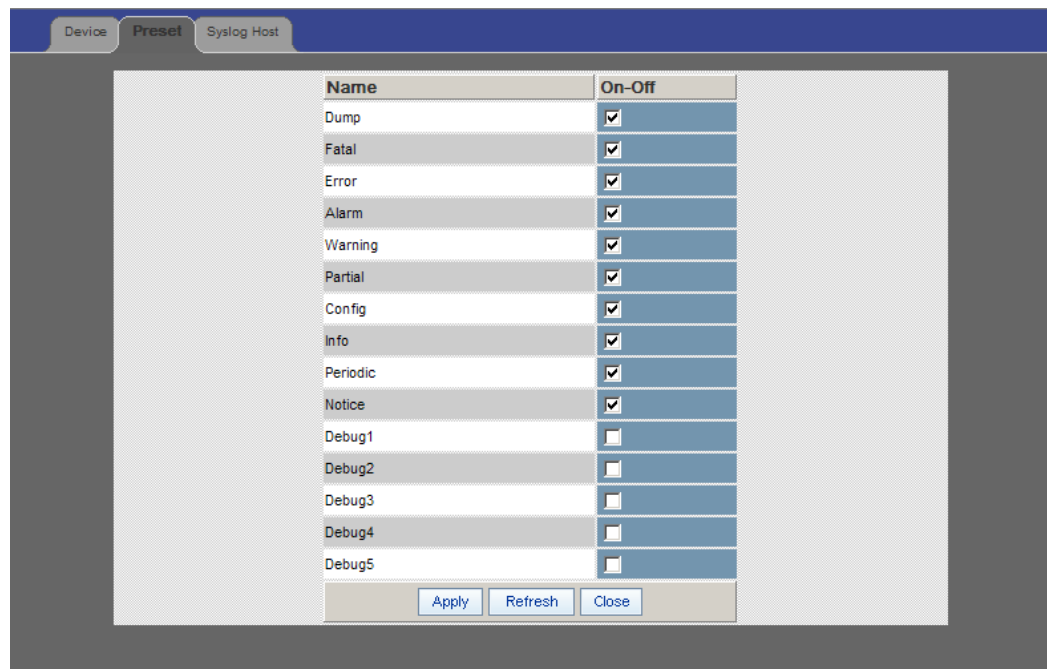 Device Preset Syslog Host
Name On-Off
Dump
Fatal
Error
Alarm
Warning
Partial
Config
Info
Periodic
Notice
Debug1
Debug2
Debug3
Debug4
Debug5
Apply Refresh Close